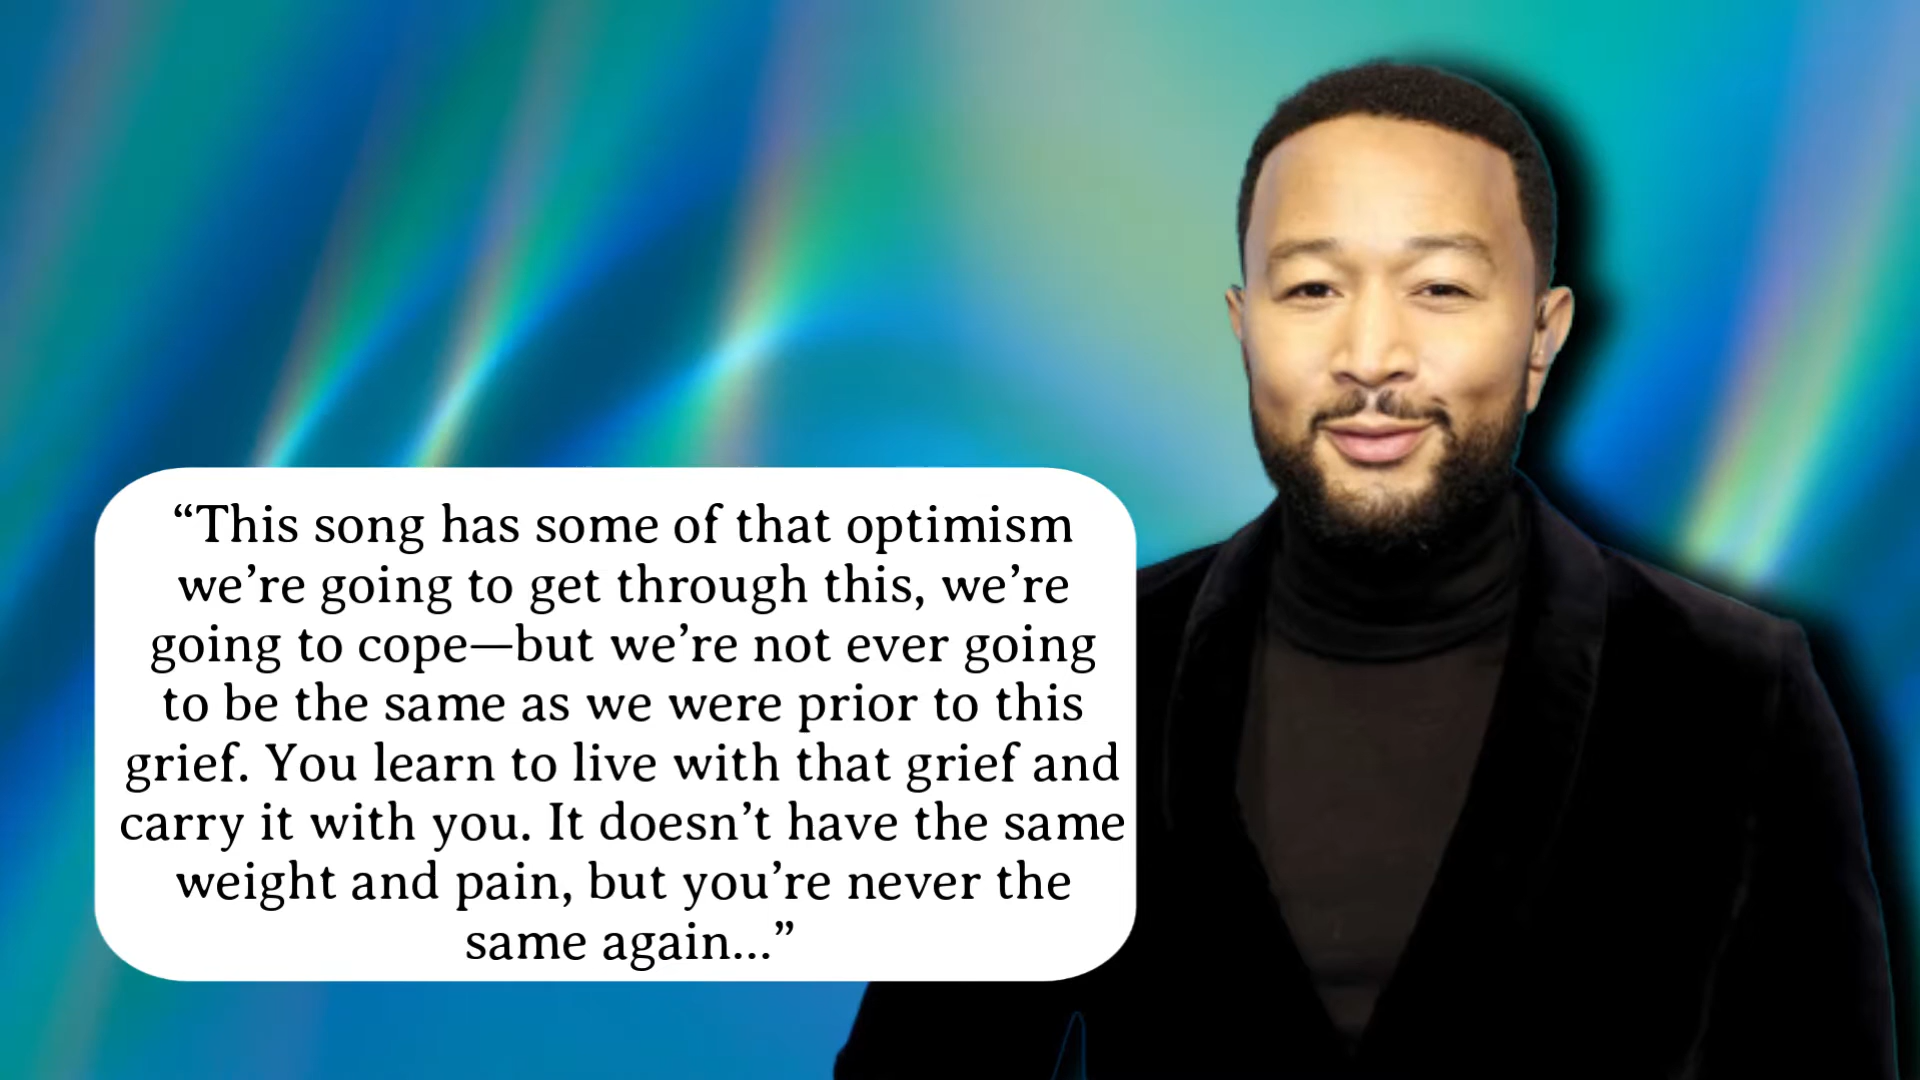 “This song has some of that optimism
we’re going to get through this, we’re
going to cope—but we’re not ever going
to be the same as we were prior to this
grief. You learn to live with that grief and
carry it with you. It doesn’t have the same
weight and pain, but you’re never the
same again...”